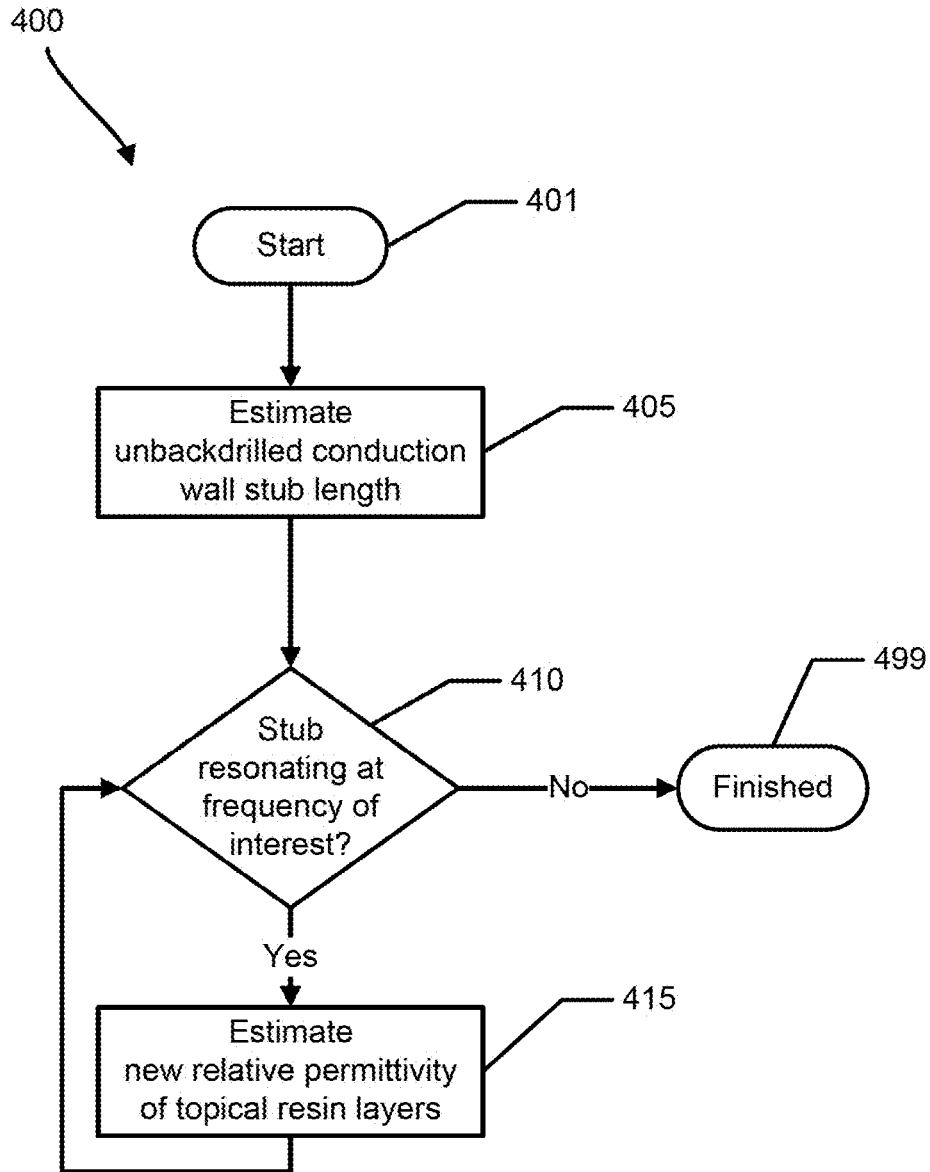 400
401
Start
Estimate
unbackdrilled conduction
wall stub length
405
410
Stub
resonating at
frequency of
interest?
No
499
Finished
Yes
415
Estimate
new relative permittivity
of topical resin layers